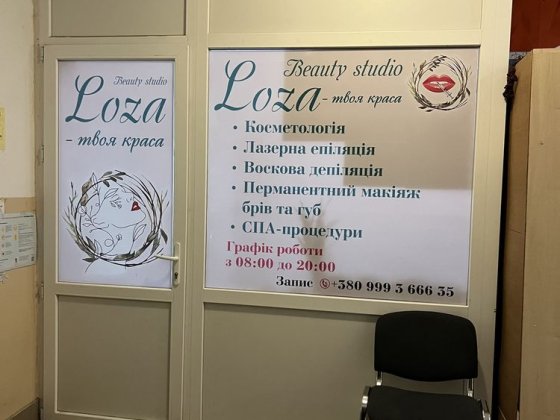 Beauty studio
Loza
- твоя краса
Beauty studio
Loza - твоя краса
• Косметологія
• Лазерна епіляція
• Воскова депіляція
• Перманентний макіяж
брів та губ
• СПА-процедури
Графік роботи
з 08:00 до 20:00
Запис +380 999 3 666 35